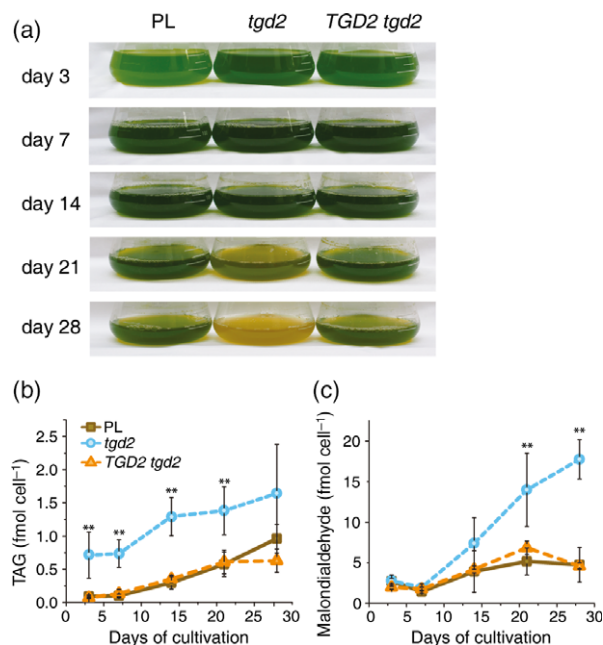 (a)
PL tgd2 TGD2 tgd2
day 3
day 7
day 14
day 21
day 28
(b)
TAG (fmol cell⁻¹)
2.5
2.0
1.5
1.0
0.5
0.0
PL
tgd2
TGD2 tgd2
** ** ** **
0 5 10 15 20 25 30
Days of cultivation
(c)
Malondialdehyde (fmol cell⁻¹)
20
15
10
5
0
** **
0 5 10 15 20 25 30
Days of cultivation